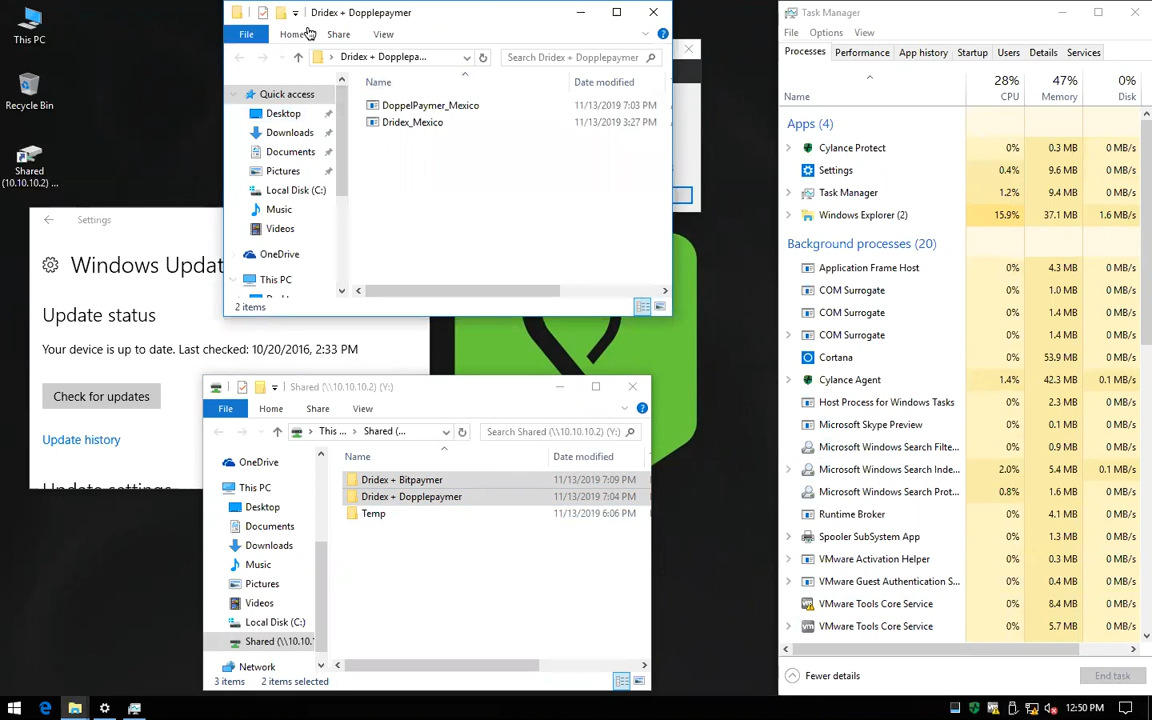 This PC
Recycle Bin
Shared
(10.10.10.2) ...
Dridex + Dopplepaymer
File
Home
Share
View
Dridex + Dopplepa...
Search Dridex + Dopplepaymer
Name
Date modified
Quick access
Desktop
Downloads
Documents
Pictures
Local Disk (C:)
Music
Videos
OneDrive
This PC
DoppelPaymer_Mexico 11/13/2019 7:03 PM
Dridex_Mexico 11/13/2019 3:27 PM
2 items
Settings
Windows Updat
Update status
Your device is up to date. Last checked: 10/20/2016, 2:33 PM
Check for updates
Update history
Shared (\\10.10.10.2) (Y:)
File
Home
Share
View
This ...
Shared (...
Search Shared (\\10.10.10.2) (Y:)
Name
Date modified
OneDrive
This PC
Desktop
Documents
Downloads
Music
Pictures
Videos
Local Disk (C:)
Shared (\\10.10.
Network
Dridex + Bitpaymer 11/13/2019 7:09 PM
Dridex + Dopplepaymer 11/13/2019 7:04 PM
Temp 11/13/2019 6:06 PM
3 items 2 items selected
Task Manager
File Options View
Processes Performance App history Startup Users Details Services
28% 47% 0%
Name CPU Memory Disk
Apps (4)
Cylance Protect 0% 0.3 MB 0 MB/s
Settings 0.4% 9.6 MB 0 MB/s
Task Manager 1.2% 9.4 MB 0 MB/s
Windows Explorer (2) 15.9% 37.1 MB 1.6 MB/s
Background processes (20)
Application Frame Host 0% 4.3 MB 0 MB/s
COM Surrogate 0% 1.0 MB 0 MB/s
COM Surrogate 0% 1.4 MB 0 MB/s
COM Surrogate 0% 1.4 MB 0 MB/s
Cortana 0% 53.9 MB 0 MB/s
Cylance Agent 1.4% 42.3 MB 0.1 MB/s
Host Process for Windows Tasks 0% 2.3 MB 0 MB/s
Microsoft Skype Preview 0% 0.1 MB 0 MB/s
Microsoft Windows Search Filte... 0% 0.9 MB 0 MB/s
Microsoft Windows Search Inde... 2.0% 5.4 MB 0.1 MB/s
Microsoft Windows Search Prot... 0.8% 1.6 MB 0 MB/s
Runtime Broker 0% 4.1 MB 0 MB/s
Spooler SubSystem App 0% 1.3 MB 0 MB/s
VMware Activation Helper 0% 0.3 MB 0 MB/s
VMware Guest Authentication S... 0% 0.4 MB 0 MB/s
VMware Tools Core Service 0% 8.4 MB 0 MB/s
VMware Tools Core Service 0% 5.7 MB 0 MB/s
Fewer details
End task
12:50 PM